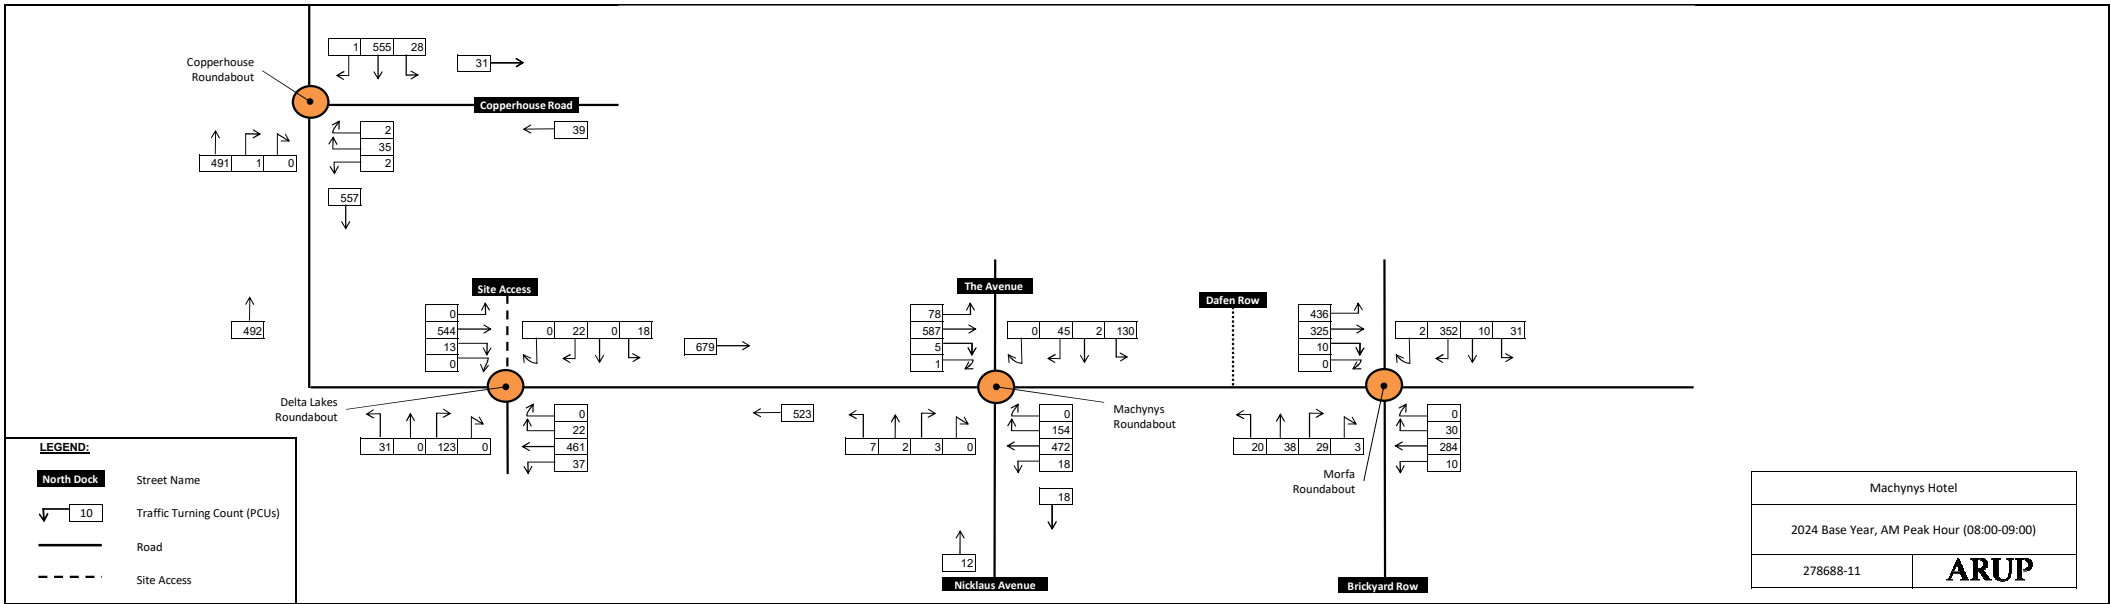 1 555 28
31
Copperhouse
Roundabout
Copperhouse Road
2
35
2
39
491 1 0
557
492
Site Access
0
544
13
0
0 22 0 18
679
The Avenue
78
587
5
1
0 45 2 130
Dafen Row
436
325
10
0
2 352 10 31
Delta Lakes
Roundabout
31 0 123 0
0
22
461
37
523
7 2 3 0
0
154
472
18
Machynys
Roundabout
20 38 29 3
0
30
284
10
Morfa
Roundabout
18
12
Nicklaus Avenue
Brickyard Row
LEGEND:
North Dock Street Name
10 Traffic Turning Count (PCUs)
Road
Site Access
Machynys Hotel
2024 Base Year, AM Peak Hour (08:00-09:00)
278688-11 ARUP